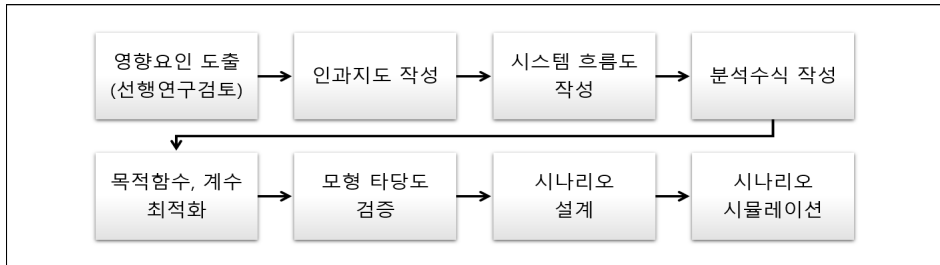 영향요인 도출
(선행연구검토)
인과지도 작성
시스템 흐름도
작성
분석수식 작성
목적함수, 계수
최적화
모형 타당도
검증
시나리오
설계
시나리오
시뮬레이션